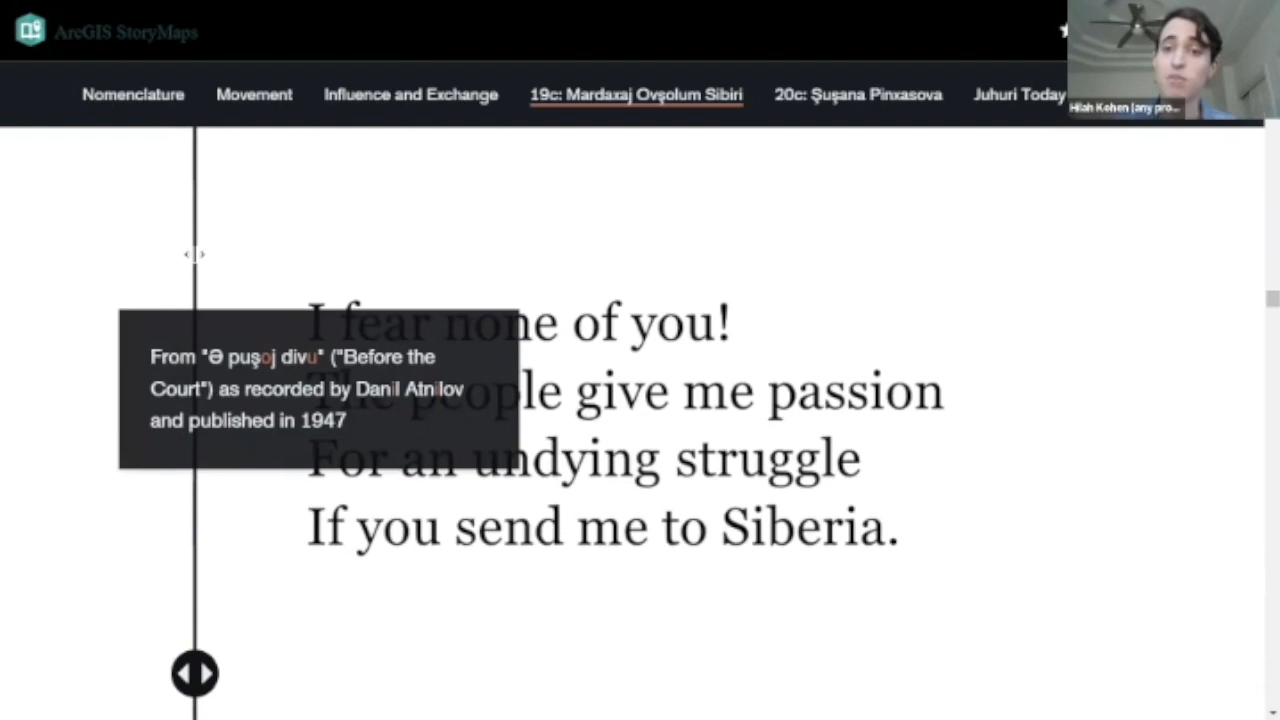 ArcGIS StoryMaps
Nomenclature Movement Influence and Exchange 19c: Mardaxaj Ovşolum Sibiri 20c: Şuşana Pinxasova Juhuri Today
Hilah Kohen (any pro...
I fear none of you!
The people give me passion
For an undying struggle
If you send me to Siberia.
From "Ə puşoj divu" ("Before the
Court") as recorded by Danil Atnilov
and published in 1947